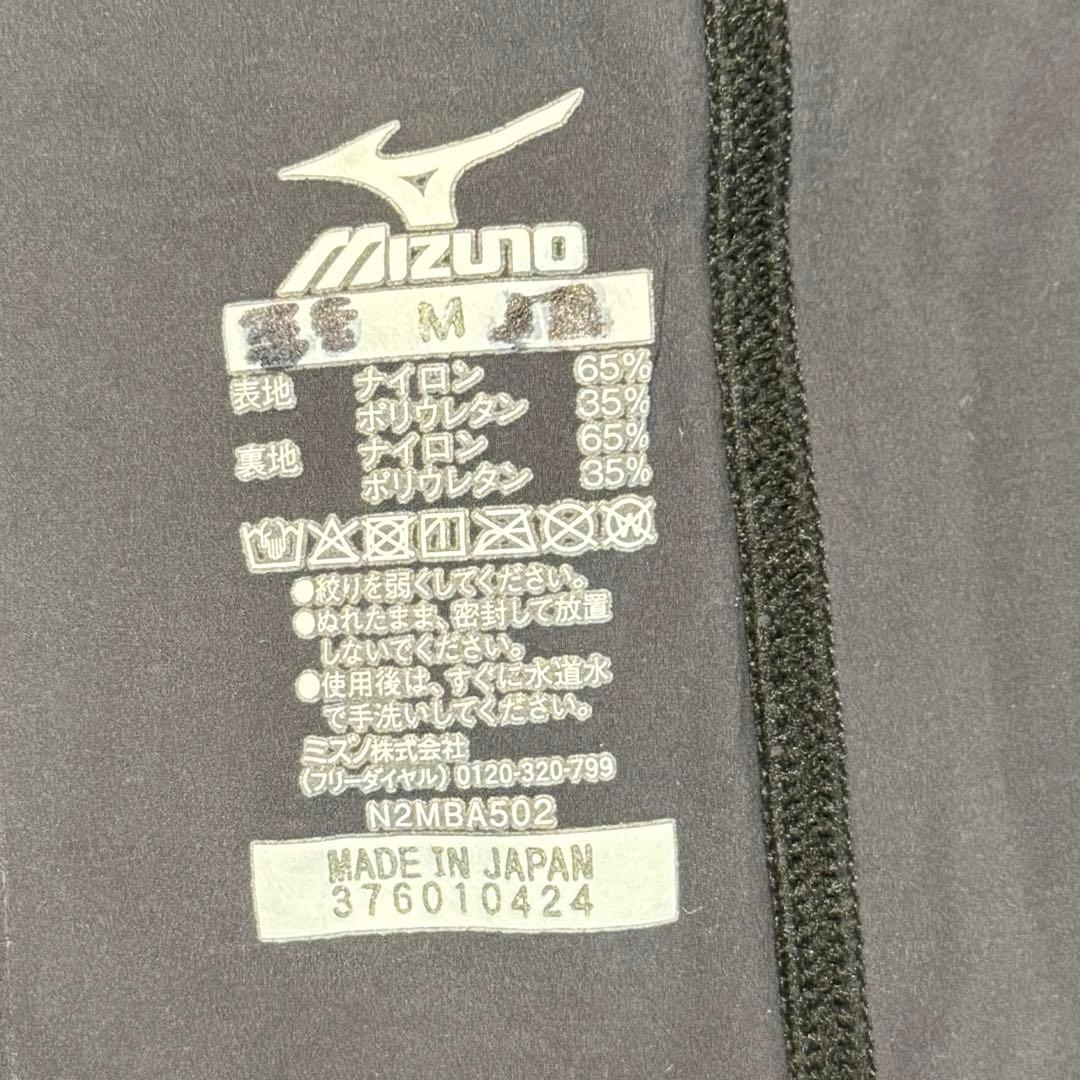 MIZUNO
M
表地 ナイロン 65%
ポリウレタン 35%
裏地 ナイロン 65%
ポリウレタン 35%
●絞りを弱くしてください。
●ぬれたまま、密封して放置
しないでください。
●使用後は、すぐに水道水
で手洗いしてください。
ミズノ株式会社
(フリーダイヤル) 0120-320-799
N2MBA502
MADE IN JAPAN
376010424